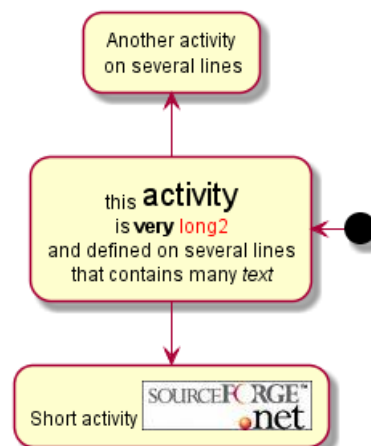 Another activity
on several lines
this activity
is very long2
and defined on several lines
that contains many text
Short activity SOURCEFORGE™
.net